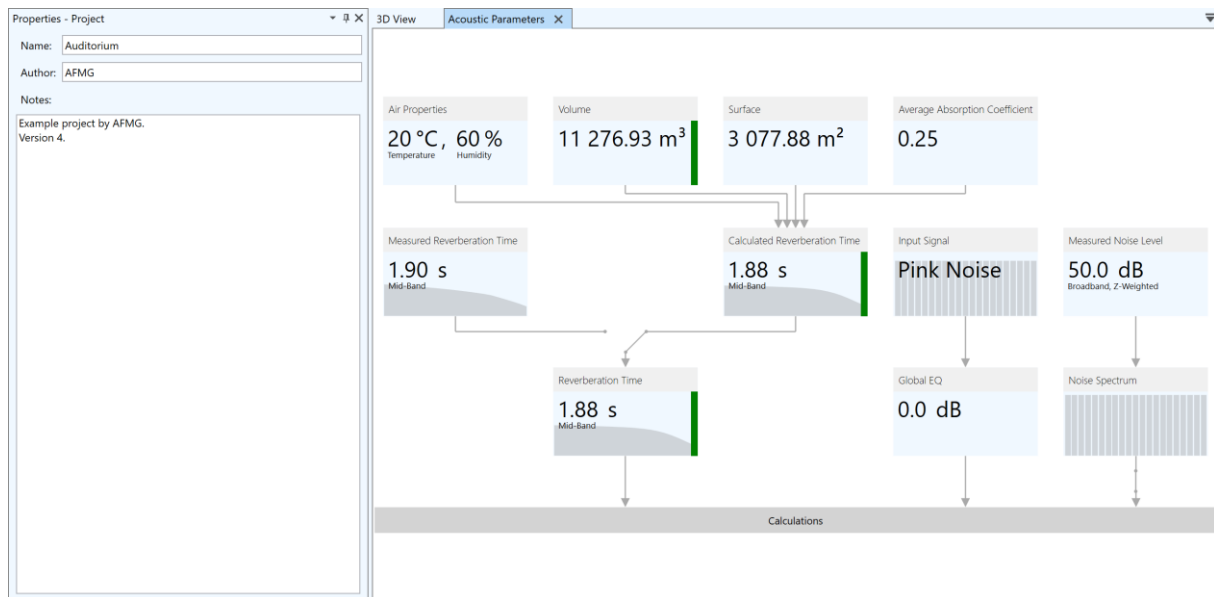 Properties - Project
3D View
Acoustic Parameters
Name:
Auditorium
Author:
AFMG
Notes:
Example project by AFMG.
Version 4.
Air Properties
Volume
Surface
Average Absorption Coefficient
20 °C, 60 %
11 276.93 m³
3 077.88 m²
0.25
Temperature
Humidity
Measured Reverberation Time
Calculated Reverberation Time
Input Signal
Measured Noise Level
1.90 s
1.88 s
Pink Noise
50.0 dB
Mid-Band
Mid-Band
Broadband, Z-Weighted
Reverberation Time
Global EQ
Noise Spectrum
1.88 s
0.0 dB
Mid-Band
Calculations